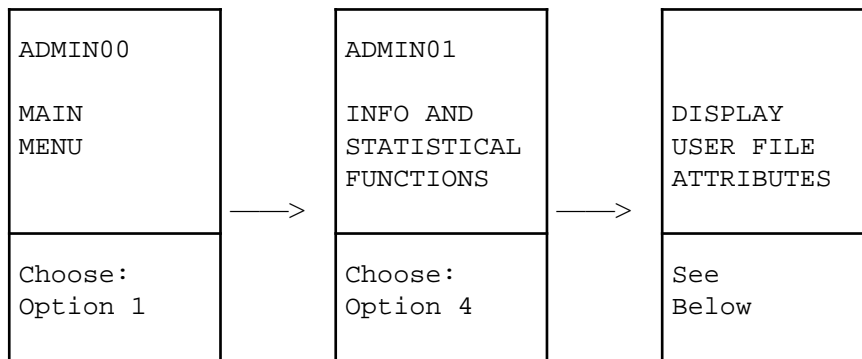 ADMIN00
MAIN
MENU
Choose:
Option 1
ADMIN01
INFO AND
STATISTICAL
FUNCTIONS
Choose:
Option 4
DISPLAY
USER FILE
ATTRIBUTES
See
Below